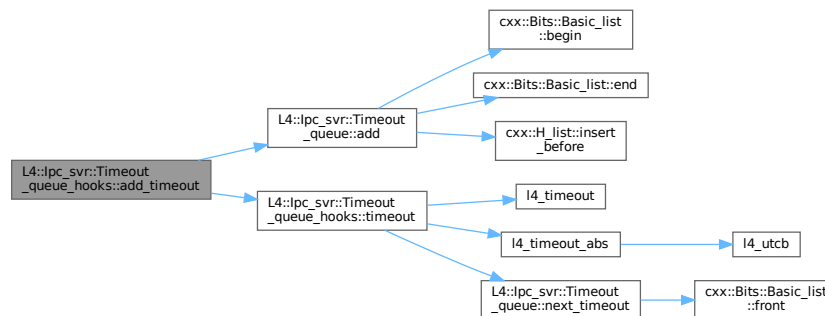 cxx::Bits::Basic_list
::begin
cxx::Bits::Basic_list::end
L4::Ipc_svr::Timeout
_queue::add
cxx::H_list::insert
_before
L4::Ipc_svr::Timeout
_queue_hooks::add_timeout
L4::Ipc_svr::Timeout
_queue_hooks::timeout
l4_timeout
l4_timeout_abs
l4_utcb
L4::Ipc_svr::Timeout
_queue::next_timeout
cxx::Bits::Basic_list
::front